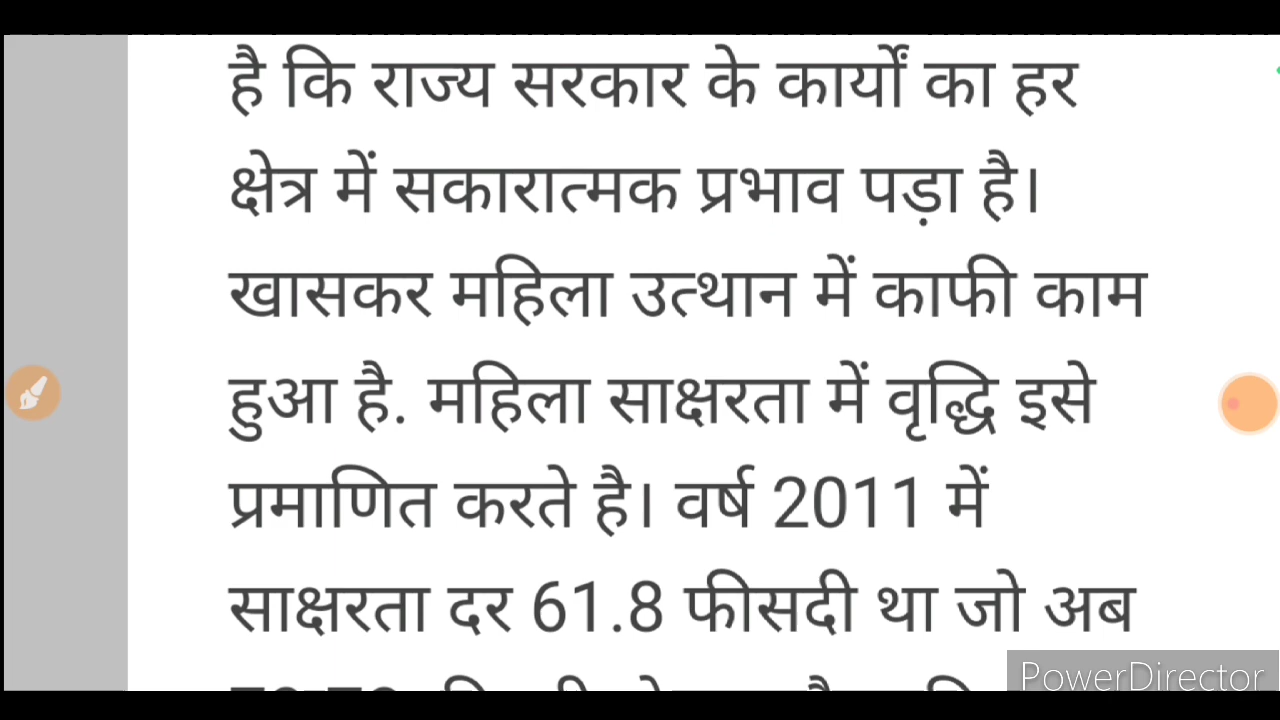 है कि राज्य सरकार के कार्यों का हर
क्षेत्र में सकारात्मक प्रभाव पड़ा है।
खासकर महिला उत्थान में काफी काम
हुआ है. महिला साक्षरता में वृद्धि इसे
प्रमाणित करते है। वर्ष 2011 में
साक्षरता दर 61.8 फीसदी था जो अब
PowerDirector